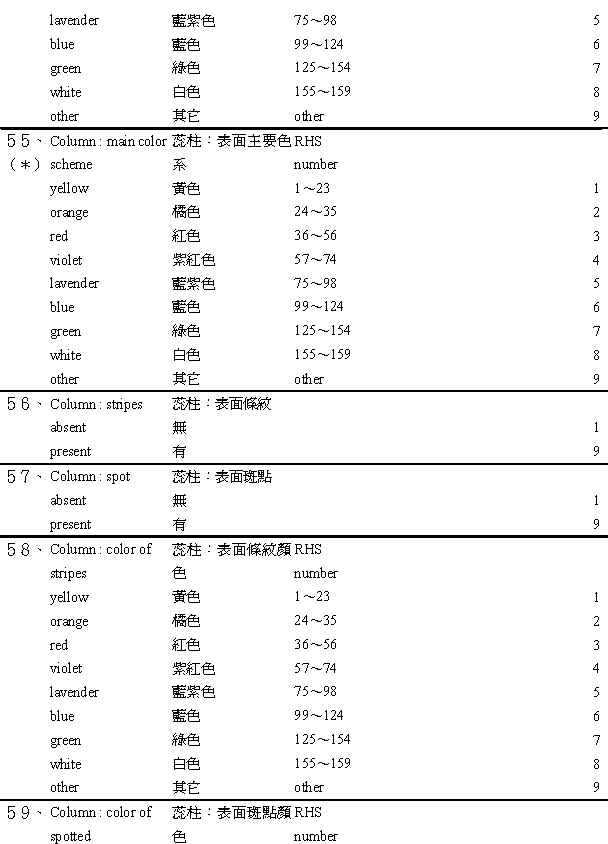 lavender 藍紫色 75～98 5
blue 藍色 99～124 6
green 綠色 125～154 7
white 白色 155～159 8
other 其它 other 9
５５、 Column : main color 蕊柱：表面主要色 RHS
（＊） scheme 系 number
yellow 黃色 1～23 1
orange 橘色 24～35 2
red 紅色 36～56 3
violet 紫紅色 57～74 4
lavender 藍紫色 75～98 5
blue 藍色 99～124 6
green 綠色 125～154 7
white 白色 155～159 8
other 其它 other 9
５６、 Column : stripes 蕊柱：表面條紋
absent 無 1
present 有 9
５７、 Column : spot 蕊柱：表面斑點
absent 無 1
present 有 9
５８、 Column : color of 蕊柱：表面條紋顏 RHS
stripes 色 number
yellow 黃色 1～23 1
orange 橘色 24～35 2
red 紅色 36～56 3
violet 紫紅色 57～74 4
lavender 藍紫色 75～98 5
blue 藍色 99～124 6
green 綠色 125～154 7
white 白色 155～159 8
other 其它 other 9
５９、 Column : color of 蕊柱：表面斑點顏 RHS
spotted 色 number